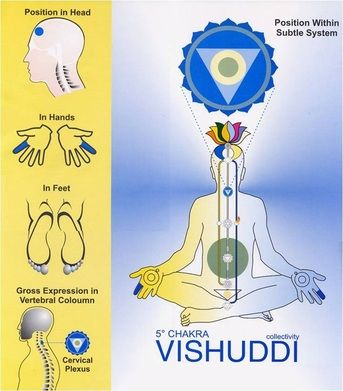 Position in Head
In Hands
In Feet
Gross Expression in
Vertebral Coloumn
Cervical
Plexus
Position Within
Subtle System
5° CHAKRA
collectivity
VISHUDDI